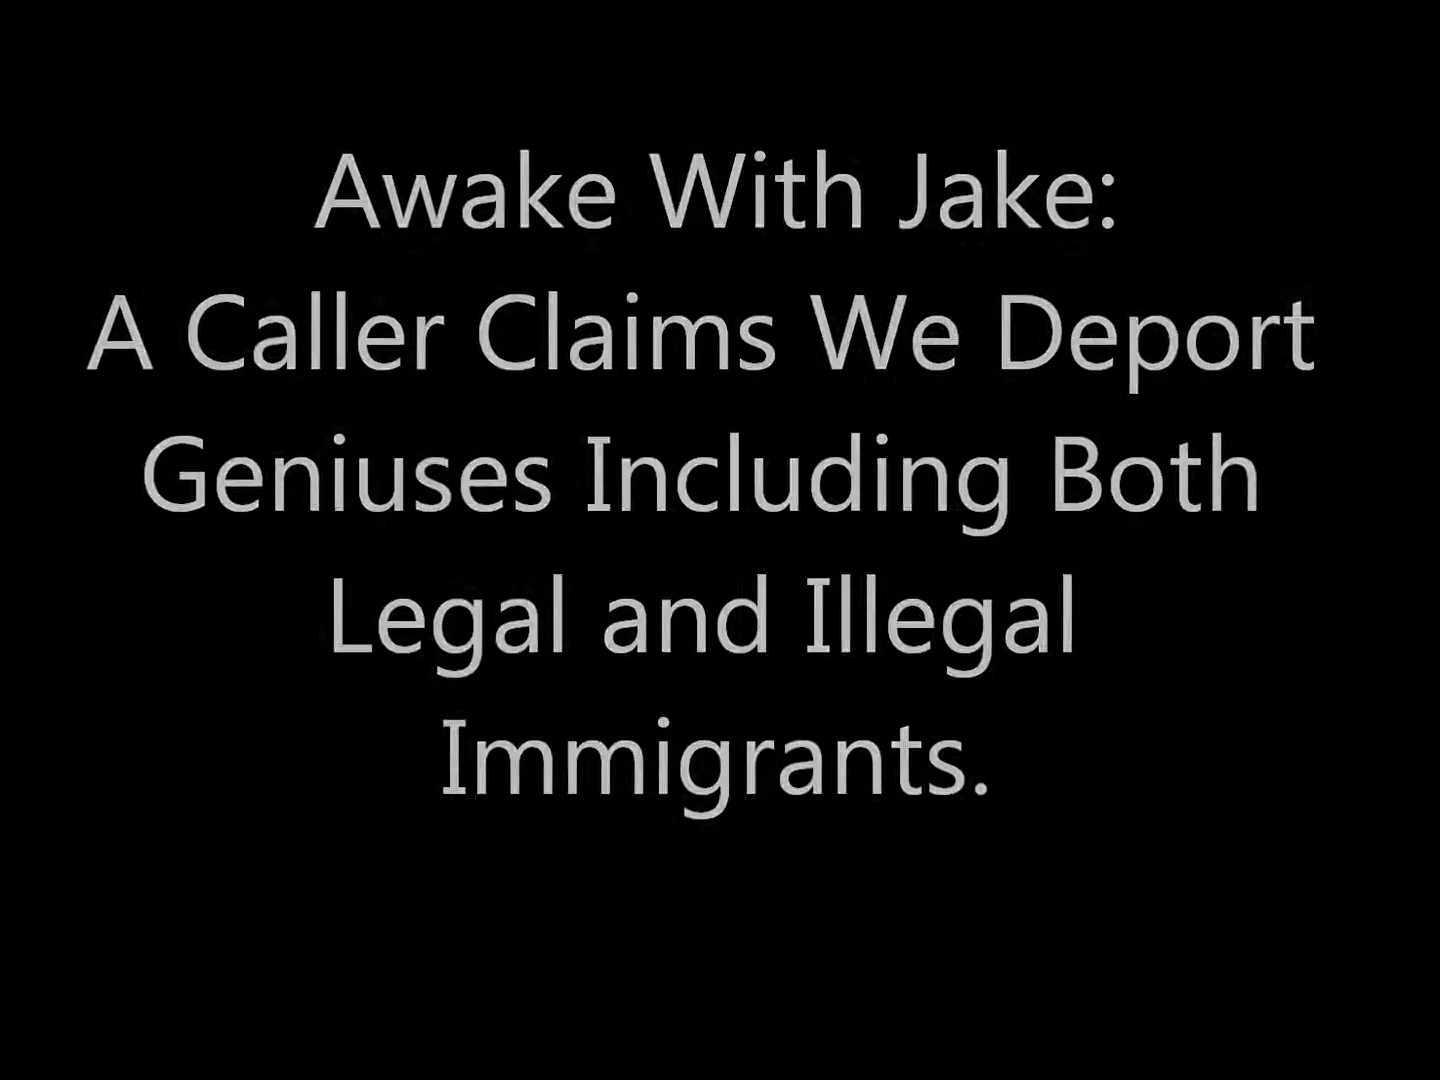 Awake With Jake:
A Caller Claims We Deport
Geniuses Including Both
Legal and Illegal
Immigrants.